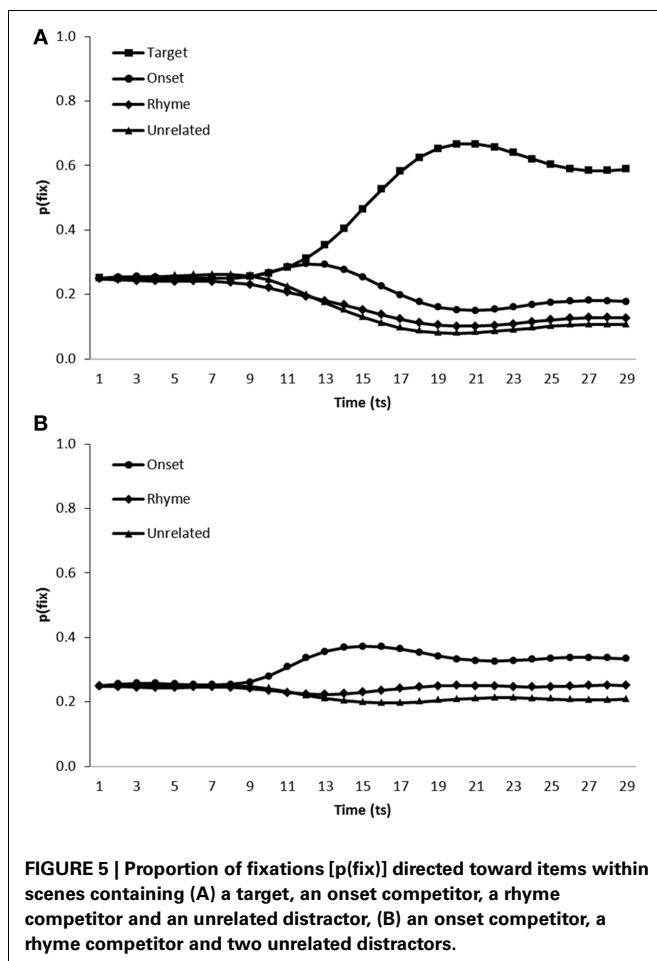 A
1.0
0.8
0.6
0.4
0.2
0.0
p(fix)
Target
Onset
Rhyme
Unrelated
1 3 5 7 9 11 13 15 17 19 21 23 25 27 29
Time (ts)
B
1.0
0.8
0.6
0.4
0.2
0.0
p(fix)
Onset
Rhyme
Unrelated
1 3 5 7 9 11 13 15 17 19 21 23 25 27 29
Time (ts)
FIGURE 5 | Proportion of fixations [p(fix)] directed toward items within
scenes containing (A) a target, an onset competitor, a rhyme
competitor and an unrelated distractor, (B) an onset competitor, a
rhyme competitor and two unrelated distractors.